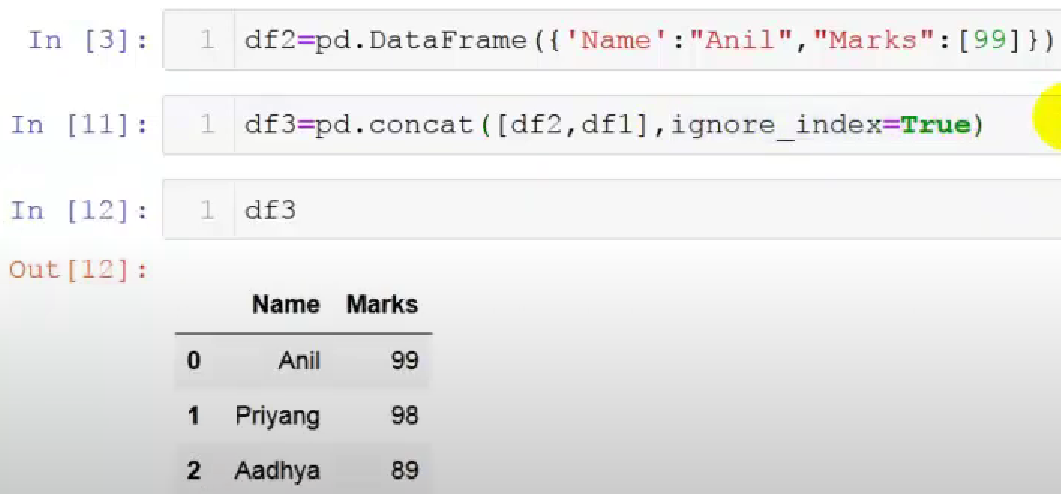 In [3]: 1 df2=pd.DataFrame({'Name':"Anil","Marks":[99]})
In [11]: 1 df3=pd.concat([df2,df1],ignore_index=True)
In [12]: 1 df3
Out[12]:
Name Marks
0 Anil 99
1 Priyang 98
2 Aadhya 89